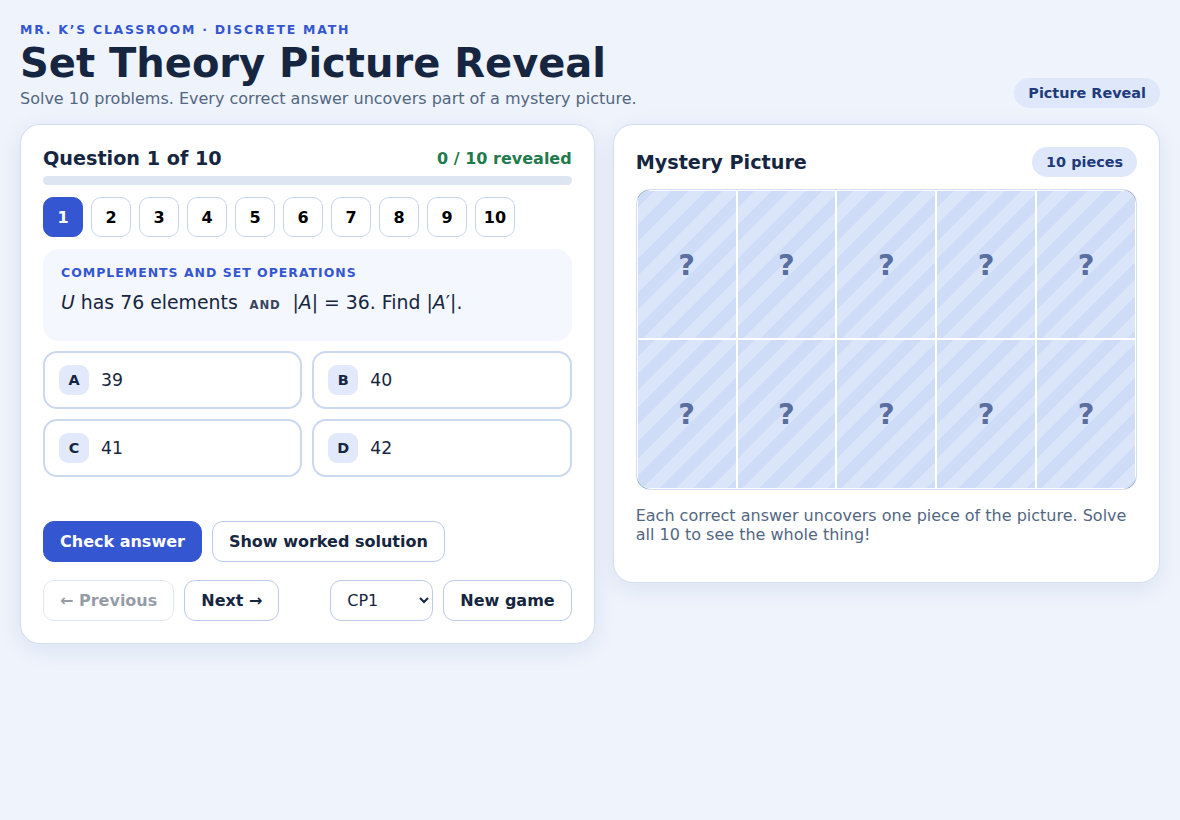 MR. K’S CLASSROOM · DISCRETE MATH
Set Theory Picture Reveal
Solve 10 problems. Every correct answer uncovers part of a mystery picture.
Picture Reveal
Question 1 of 10
0 / 10 revealed
1 2 3 4 5 6 7 8 9 10
COMPLEMENTS AND SET OPERATIONS
U has 76 elements AND |A| = 36. Find |A′|.
A 39
B 40
C 41
D 42
Check answer
Show worked solution
← Previous
Next →
CP1
New game
Mystery Picture
10 pieces
? ? ? ? ?
? ? ? ? ?
Each correct answer uncovers one piece of the picture. Solve
all 10 to see the whole thing!